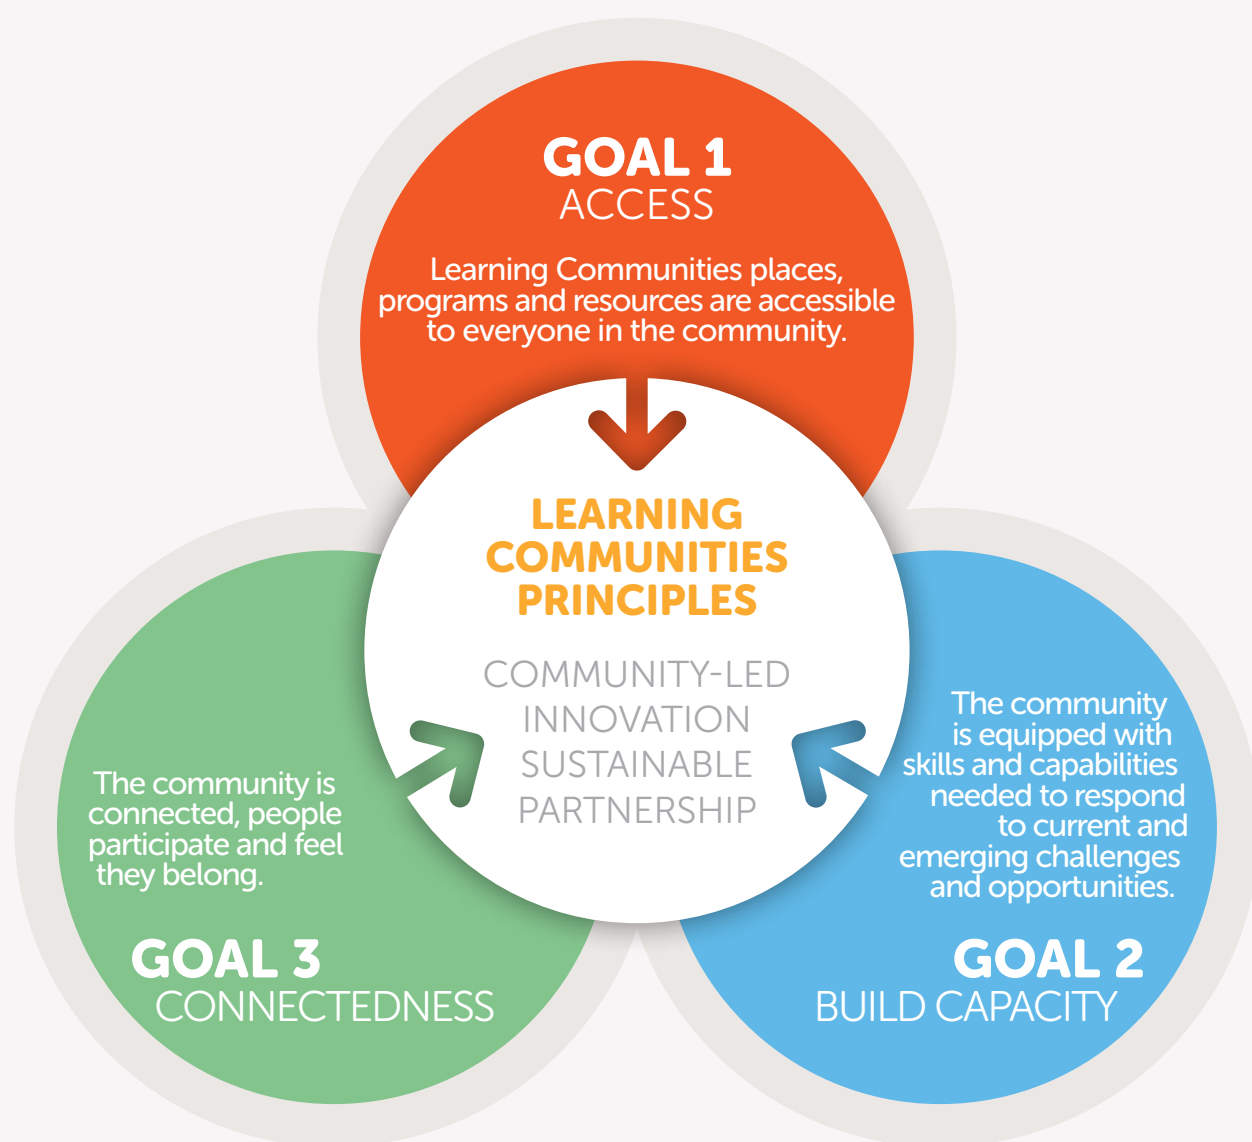 GOAL 1
ACCESS
Learning Communities places,
programs and resources are accessible
to everyone in the community.
LEARNING
COMMUNITIES
PRINCIPLES
COMMUNITY-LED
INNOVATION
SUSTAINABLE
PARTNERSHIP
The community
is equipped with
skills and capabilities
needed to respond
to current and
emerging challenges
and opportunities.
GOAL 2
BUILD CAPACITY
The community is
connected, people
participate and feel
they belong.
GOAL 3
CONNECTEDNESS